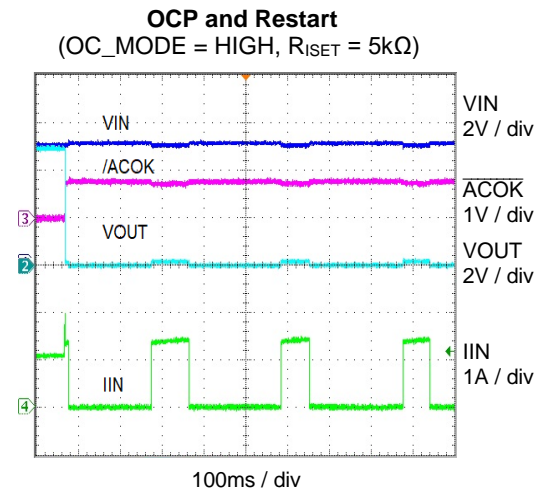 OCP and Restart
(OC_MODE = HIGH, RISET = 5kΩ)
VIN
/ACOK
VOUT
IIN
3
2
4
VIN
2V / div
ACOK
1V / div
VOUT
2V / div
IIN
1A / div
100ms / div